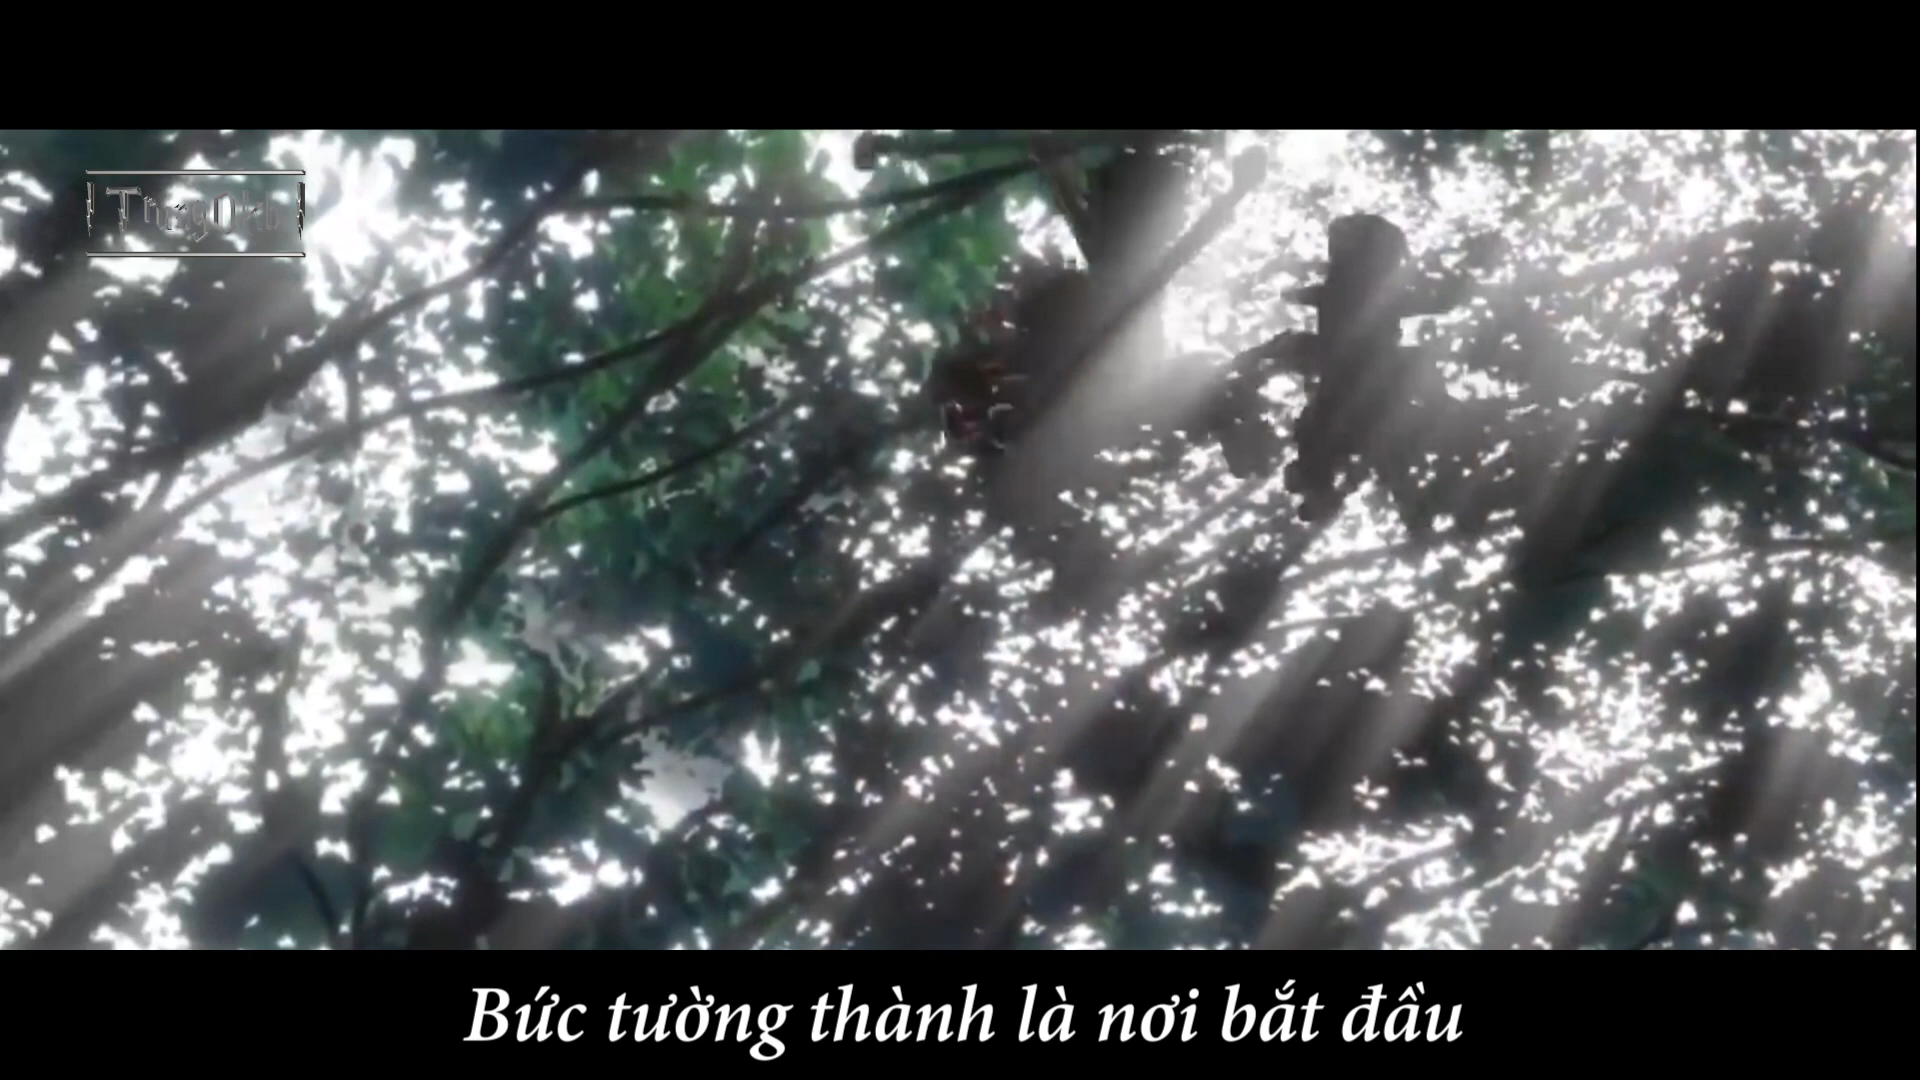 Bức tường thành là nơi bắt đầu